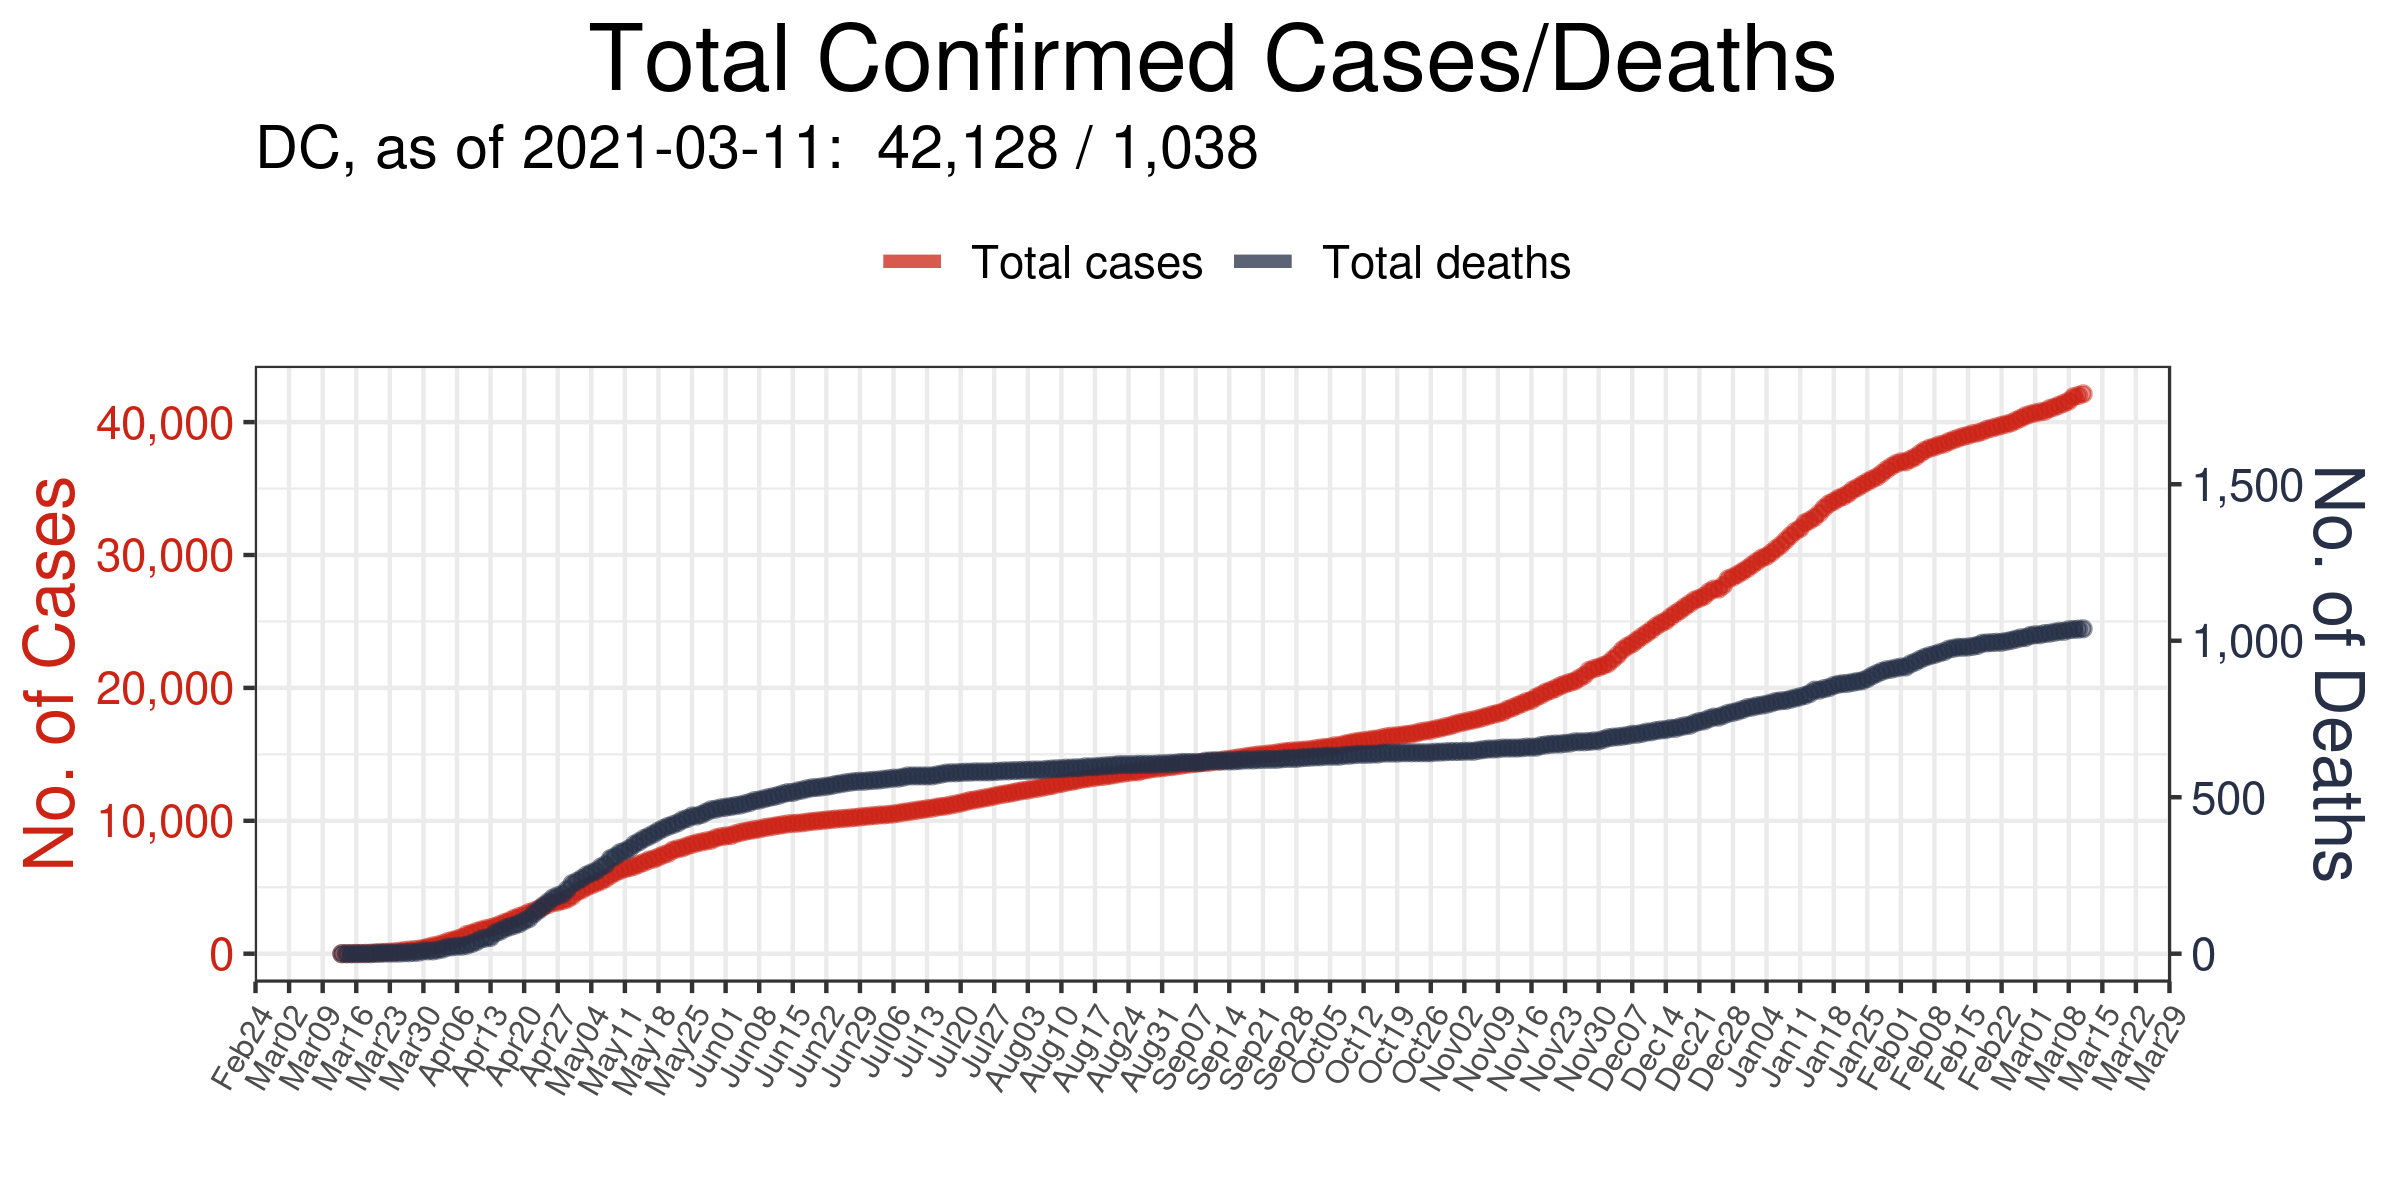 Total Confirmed Cases/Deaths
DC, as of 2021-03-11:  42,128 / 1,038
Total cases
Total deaths
No. of Cases
40,000
30,000
20,000
10,000
0
1,500
1,000
500
0
No. of Deaths
Feb24
Mar02
Mar09
Mar16
Mar23
Mar30
Apr06
Apr13
Apr20
Apr27
May04
May11
May18
May25
Jun01
Jun08
Jun15
Jun22
Jun29
Jul06
Jul13
Jul20
Jul27
Aug03
Aug10
Aug17
Aug24
Aug31
Sep07
Sep14
Sep21
Sep28
Oct05
Oct12
Oct19
Oct26
Nov02
Nov09
Nov16
Nov23
Nov30
Dec07
Dec14
Dec21
Dec28
Jan04
Jan11
Jan18
Jan25
Feb01
Feb08
Feb15
Feb22
Mar01
Mar08
Mar15
Mar22
Mar29